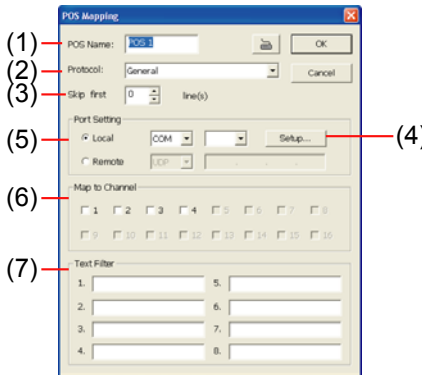 POS Mapping
(1) POS Name: POS 1 OK
(2) Protocol: General Cancel
(3) Skip first 0 line(s)
Port Setting
(5) Local COM Setup... (4)
Remote UDP . . .
Map to Channel
(6) 1 2 3 4 5 6 7 8
9 10 11 12 13 14 15 16
(7) Text Filter
1. 5.
2. 6.
3. 7.
4. 8.